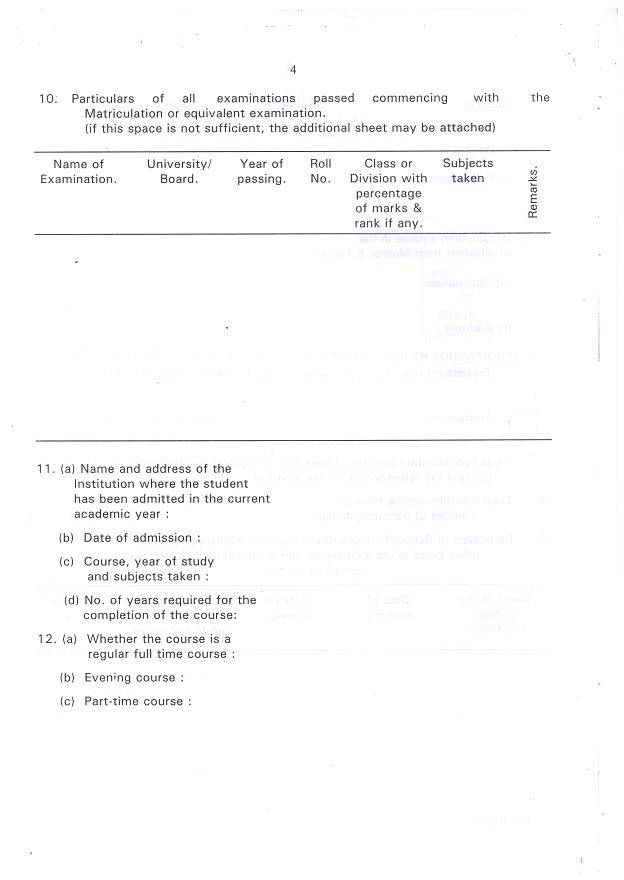 4
10. Particulars of all examinations passed commencing with the
Matriculation or equivalent examination.
(if this space is not sufficient, the additional sheet may be attached)
Name of Examination.
University/ Board.
Year of passing.
Roll No.
Class or Division with percentage of marks & rank if any.
Subjects taken
Remarks.
11. (a) Name and address of the
Institution where the student
has been admitted in the current
academic year :
(b) Date of admission :
(c) Course, year of study
and subjects taken :
(d) No. of years required for the
completion of the course:
12. (a) Whether the course is a
regular full time course :
(b) Evening course :
(c) Part-time course :